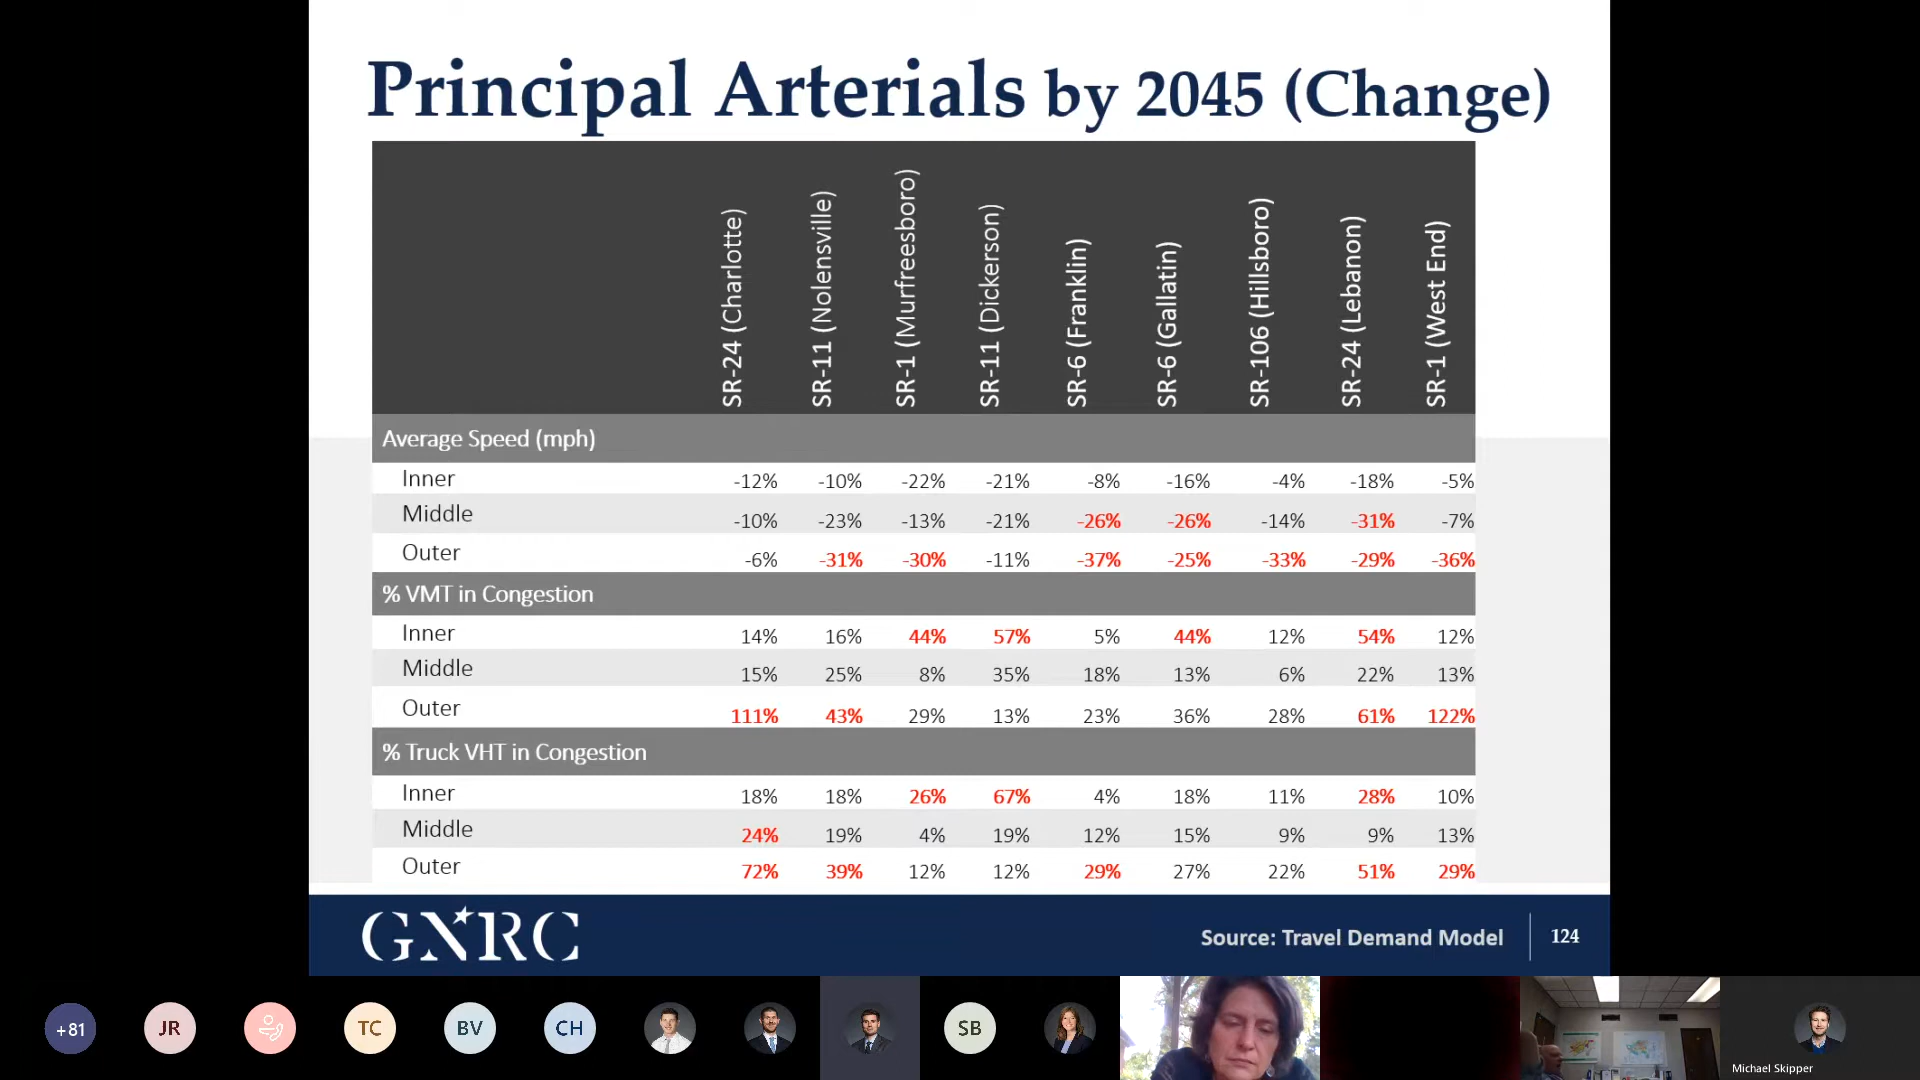 Principal Arterials by 2045 (Change)
SR-24 (Charlotte) SR-11 (Nolensville) SR-1 (Murfreesboro) SR-11 (Dickerson) SR-6 (Franklin) SR-6 (Gallatin) SR-106 (Hillsboro) SR-24 (Lebanon) SR-1 (West End)
Average Speed (mph)
Inner -12% -10% -22% -21% -8% -16% -4% -18% -5%
Middle -10% -23% -13% -21% -26% -26% -14% -31% -7%
Outer -6% -31% -30% -11% -37% -25% -33% -29% -36%
% VMT in Congestion
Inner 14% 16% 44% 57% 5% 44% 12% 54% 12%
Middle 15% 25% 8% 35% 18% 13% 6% 22% 13%
Outer 111% 43% 29% 13% 23% 36% 28% 61% 122%
% Truck VHT in Congestion
Inner 18% 18% 26% 67% 4% 18% 11% 28% 10%
Middle 24% 19% 4% 19% 12% 15% 9% 9% 13%
Outer 72% 39% 12% 12% 29% 27% 22% 51% 29%
GNRC Source: Travel Demand Model 124
+81 JR TC BV CH SB
Michael Skipper